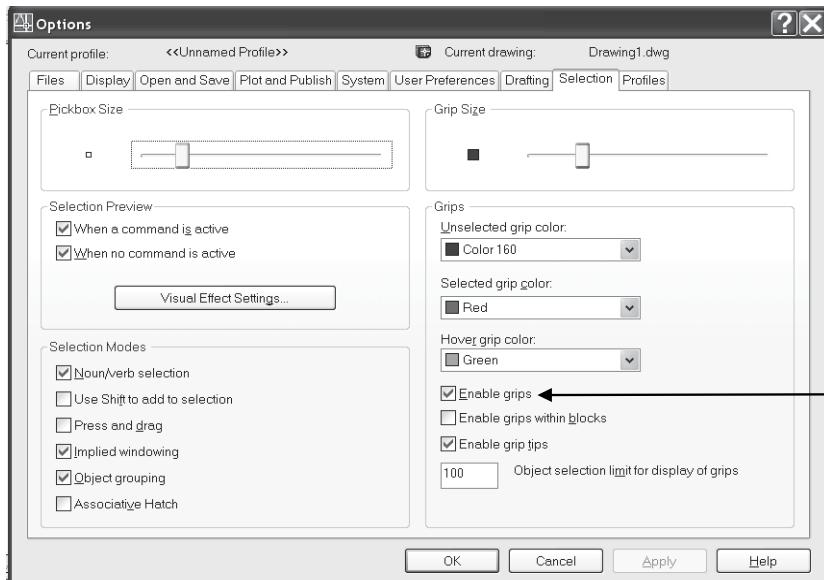 Options
Current profile: <<Unnamed Profile>> Current drawing: Drawing1.dwg
Files Display Open and Save Plot and Publish System User Preferences Drafting Selection Profiles
Pickbox Size
Grip Size
Selection Preview
When a command is active
When no command is active
Visual Effect Settings...
Selection Modes
Noun/verb selection
Use Shift to add to selection
Press and drag
Implied windowing
Object grouping
Associative Hatch
Grips
Unselected grip color:
Color 160
Selected grip color:
Red
Hover grip color:
Green
Enable grips
Enable grips within blocks
Enable grip tips
100 Object selection limit for display of grips
OK Cancel Apply Help